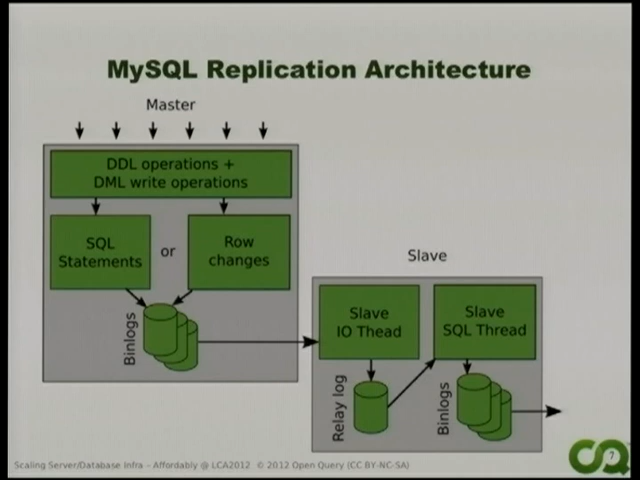 MySQL Replication Architecture
Master
DDL operations +
DML write operations
SQL
Statements
or
Row
changes
Binlogs
Slave
Slave
IO Thead
Slave
SQL Thread
Relay log
Binlogs
Scaling Server/Database Infra – Affordably @ LCA2012 © 2012 Open Query (CC BY-NC-SA)
7